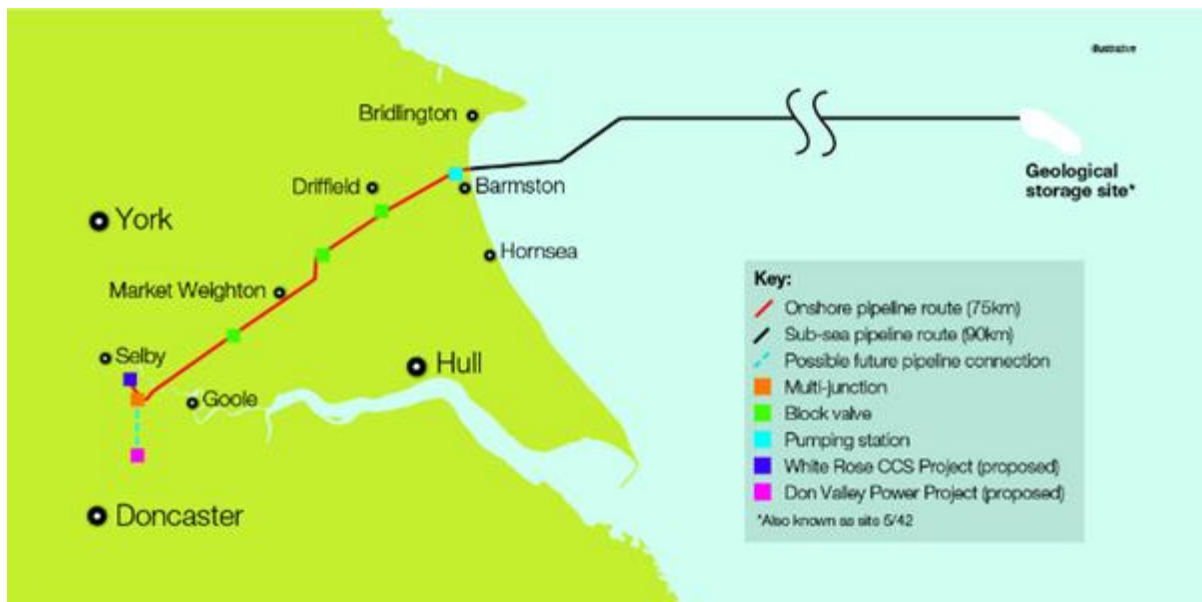 illustrative
Bridlington
Driffield
Barmston
Geological
storage site*
York
Hornsea
Market Weighton
Key:
Onshore pipeline route (75km)
Sub-sea pipeline route (90km)
Possible future pipeline connection
Multi-junction
Block valve
Pumping station
White Rose CCS Project (proposed)
Don Valley Power Project (proposed)
*Also known as site 5/42
Selby
Hull
Goole
Doncaster